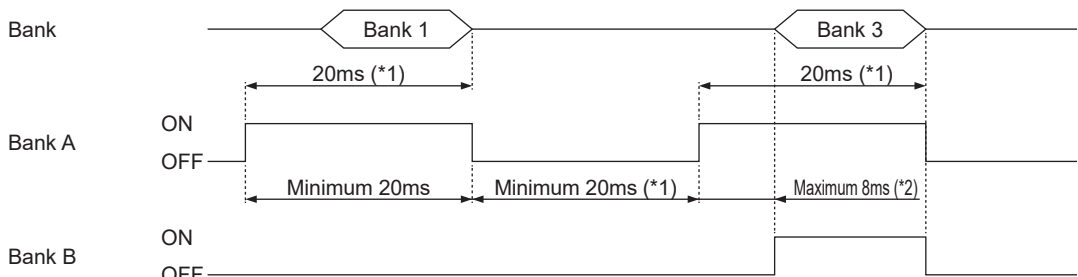 Bank
Bank 1
Bank 3
20ms (*1)
20ms (*1)
Bank A
ON
OFF
Minimum 20ms
Minimum 20ms (*1)
Maximum 8ms (*2)
Bank B
ON
OFF